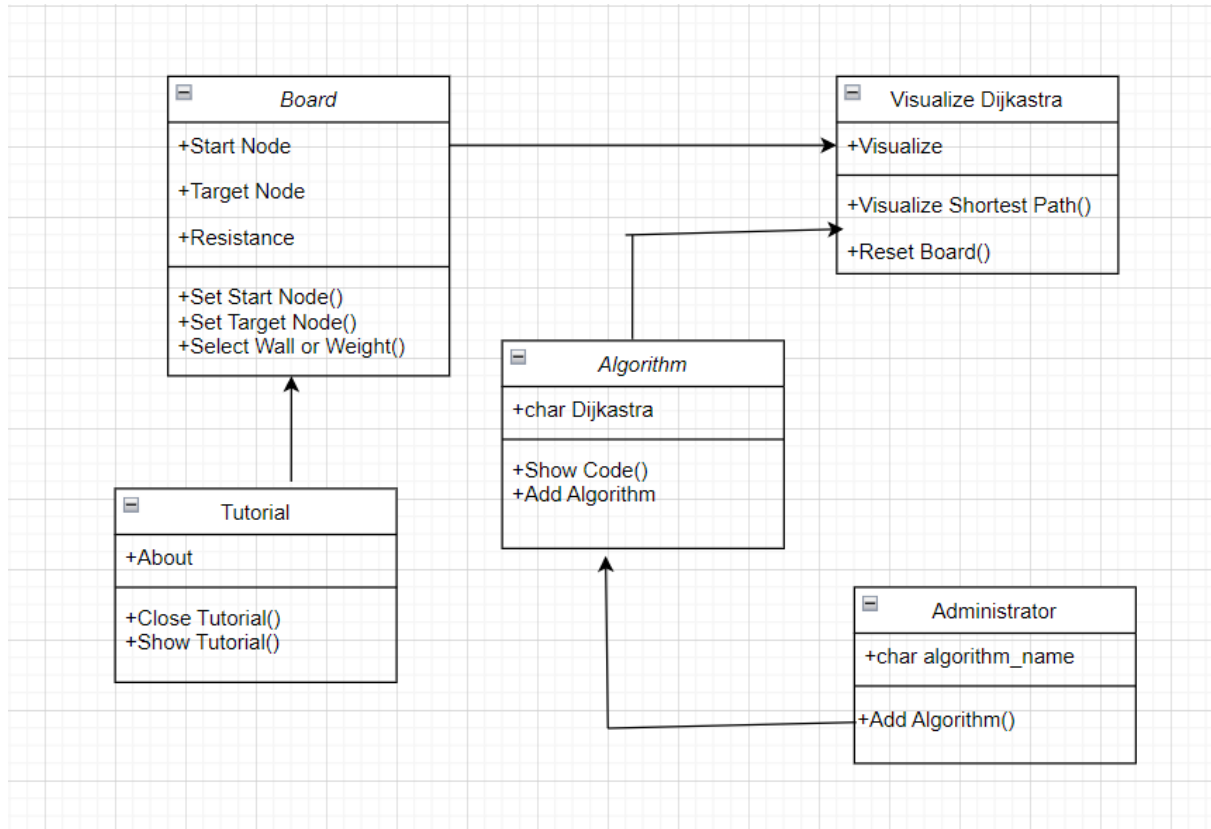 Board
+Start Node
+Target Node
+Resistance
+Set Start Node()
+Set Target Node()
+Select Wall or Weight()
Visualize Dijkastra
+Visualize
+Visualize Shortest Path()
+Reset Board()
Algorithm
+char Dijkastra
+Show Code()
+Add Algorithm
Tutorial
+About
+Close Tutorial()
+Show Tutorial()
Administrator
+char algorithm_name
+Add Algorithm()